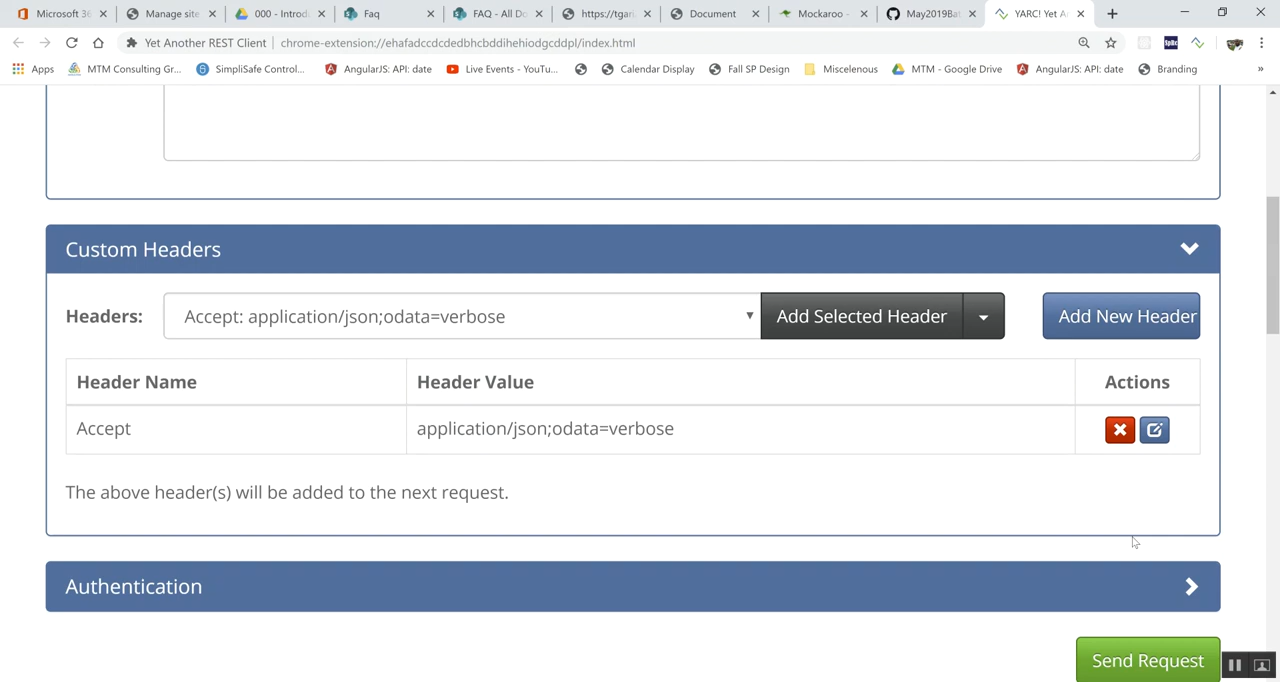 Microsoft 36
Manage site
000 - Introd
Faq
FAQ - All Do
https://tgari
Document
Mockaroo -
May2019Bat
YARC! Yet A
Yet Another REST Client
chrome-extension://ehafadccdcdedbhcbddihehiodgcddpl/index.html
Apps
MTM Consulting Gr...
SimpliSafe Control...
AngularJS: API: date
Live Events - YouTu...
Calendar Display
Fall SP Design
Miscelenous
MTM - Google Drive
AngularJS: API: date
Branding
»
Custom Headers
Headers:
Accept: application/json;odata=verbose
Add Selected Header
Add New Header
Header Name
Header Value
Actions
Accept
application/json;odata=verbose
The above header(s) will be added to the next request.
Authentication
Send Request